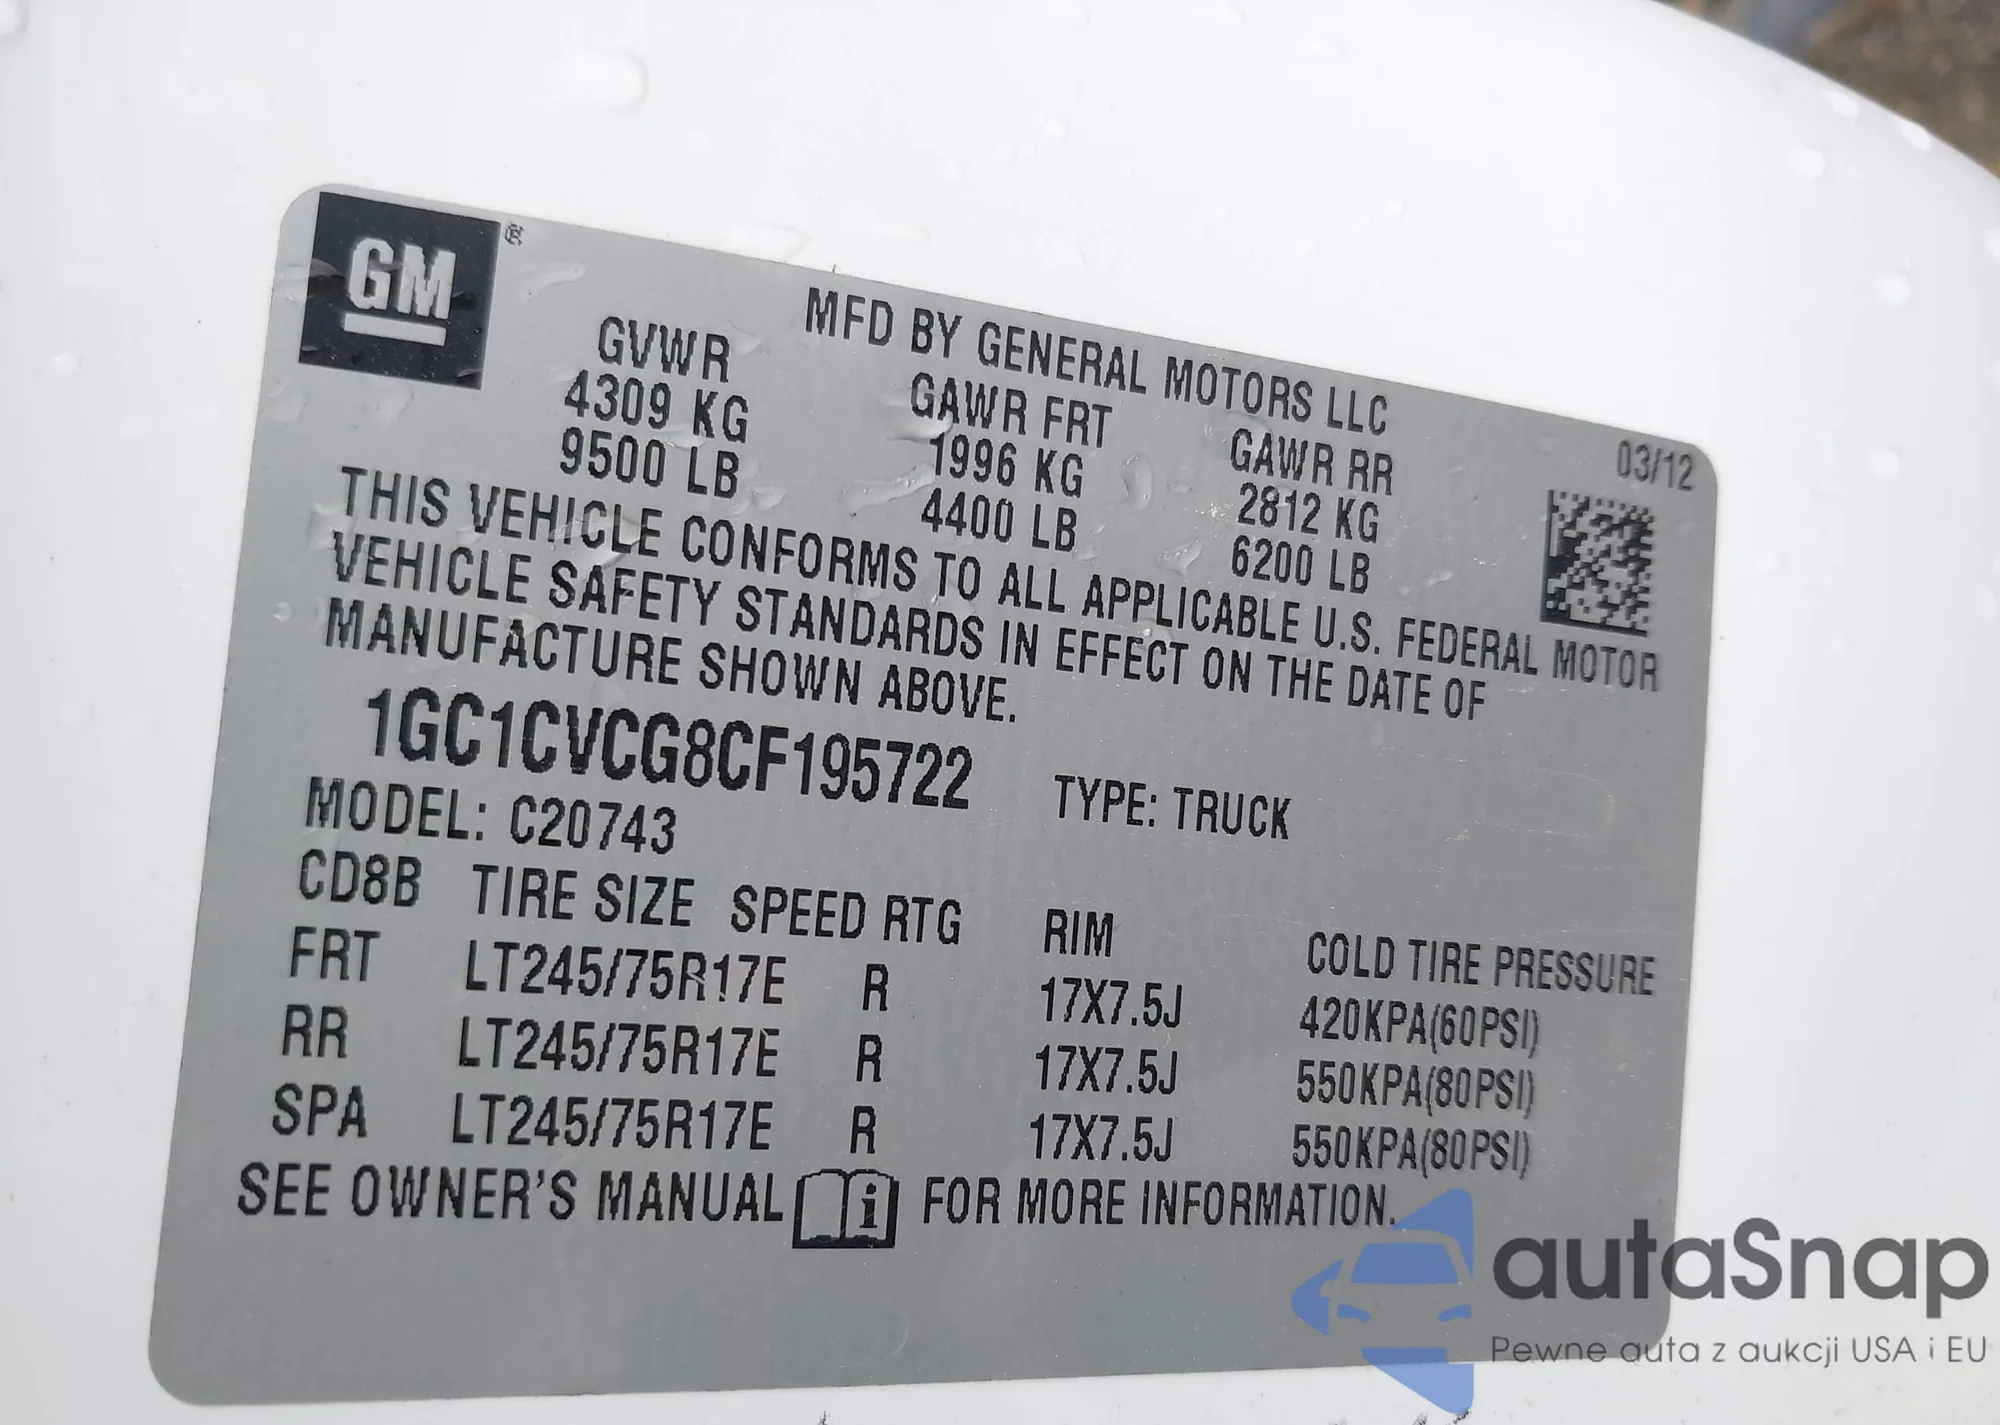 GM ®
MFD BY GENERAL MOTORS LLC
03/12
GVWR GAWR FRT GAWR RR
4309 KG 1996 KG 2812 KG
9500 LB 4400 LB 6200 LB
THIS VEHICLE CONFORMS TO ALL APPLICABLE U.S. FEDERAL MOTOR
VEHICLE SAFETY STANDARDS IN EFFECT ON THE DATE OF
MANUFACTURE SHOWN ABOVE.
1GC1CVCG8CF195722 TYPE: TRUCK
MODEL: C20743
CD8B TIRE SIZE SPEED RTG RIM COLD TIRE PRESSURE
FRT LT245/75R17E R 17X7.5J 420KPA(60PSI)
RR LT245/75R17E R 17X7.5J 550KPA(80PSI)
SPA LT245/75R17E R 17X7.5J 550KPA(80PSI)
SEE OWNER'S MANUAL i FOR MORE INFORMATION.
autaSnap
Pewne auta z aukcji USA i EU